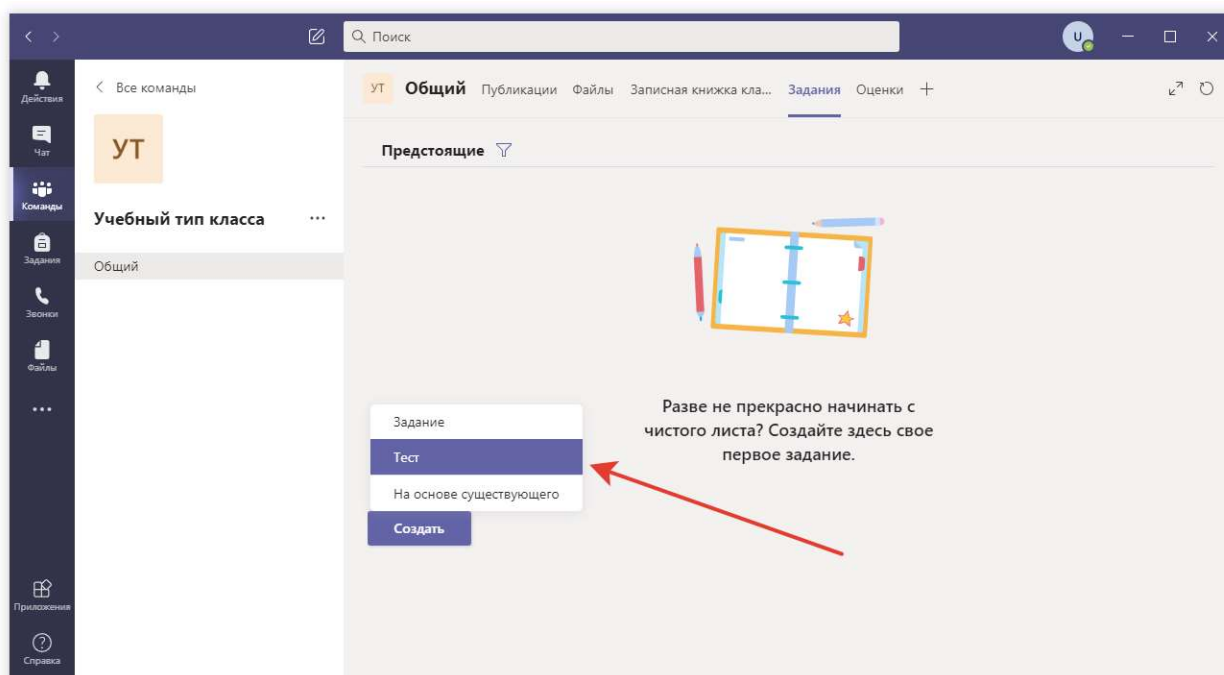 Поиск
U
Действия
Чат
Команды
Задания
Звонки
Файлы
Приложения
Справка
Все команды
УТ
Учебный тип класса
Общий
УТ Общий Публикации Файлы Записная книжка кла... Задания Оценки
Предстоящие
Разве не прекрасно начинать с
чистого листа? Создайте здесь свое
первое задание.
Задание
Тест
На основе существующего
Создать